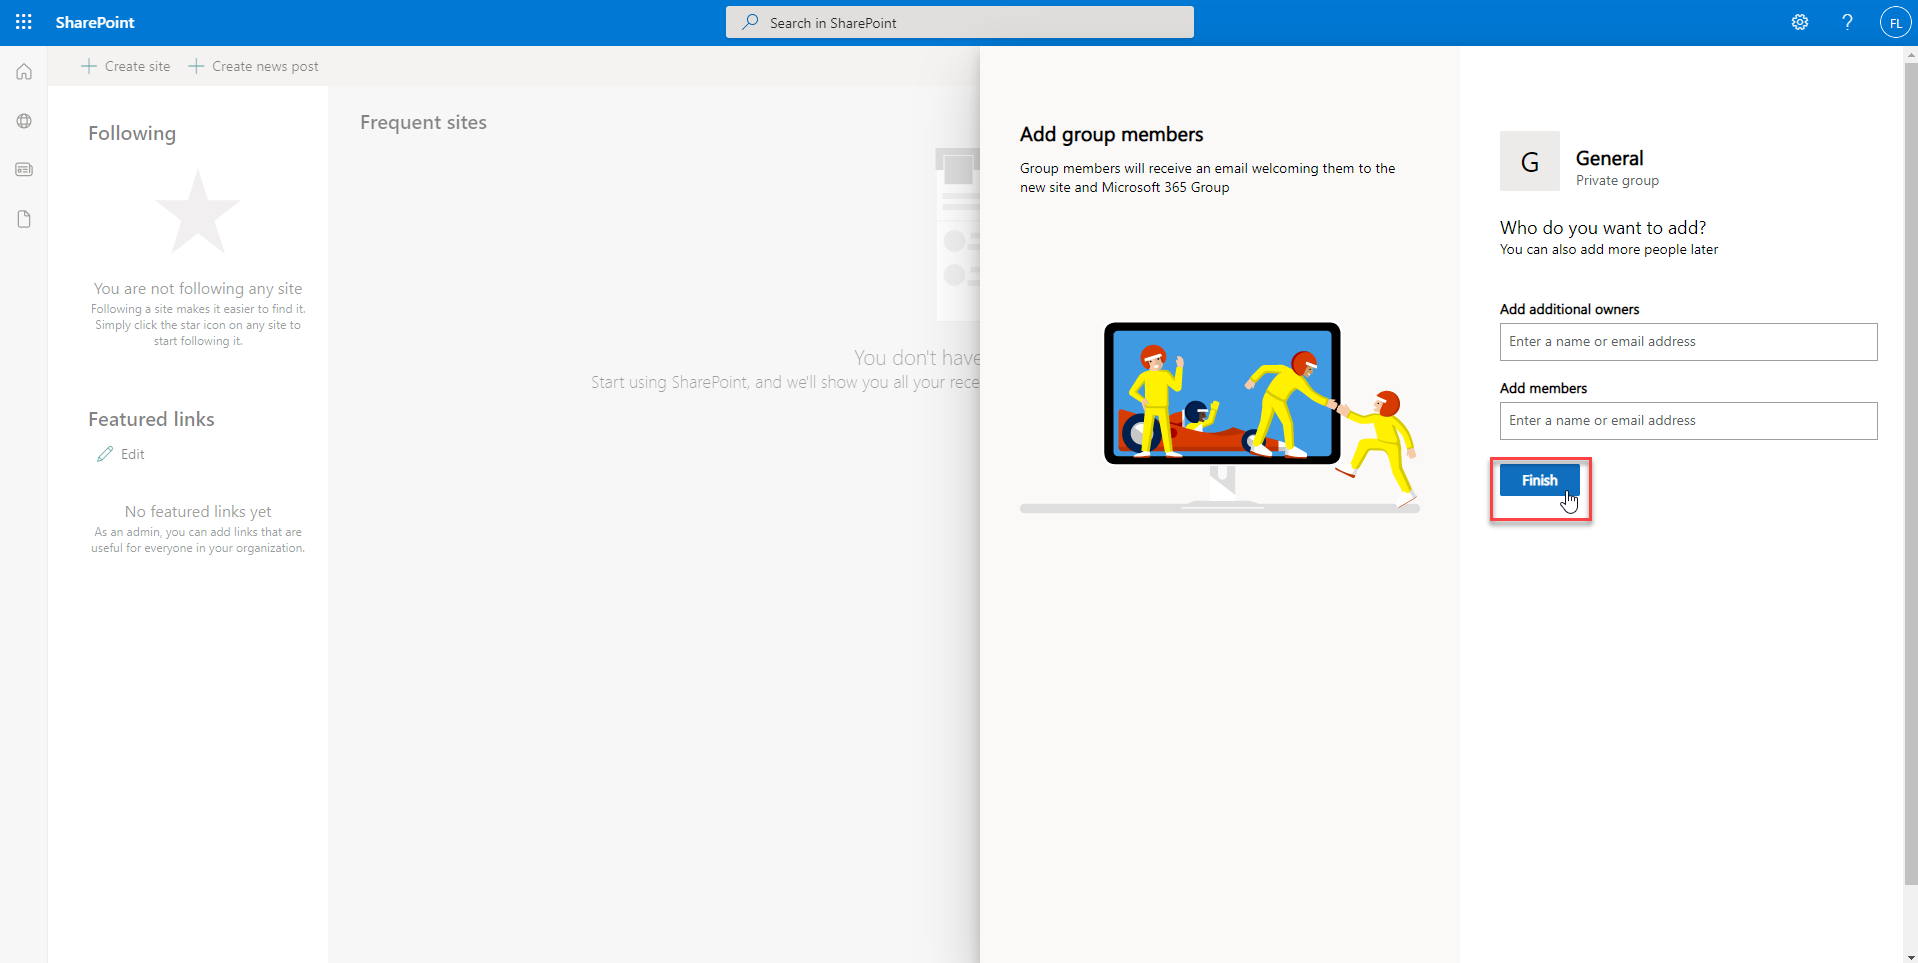 SharePoint
Search in SharePoint
FL
Create site
Create news post
Following
You are not following any site
Following a site makes it easier to find it.
Simply click the star icon on any site to
start following it.
Featured links
Edit
No featured links yet
As an admin, you can add links that are
useful for everyone in your organization.
Frequent sites
You don't have
Start using SharePoint, and we'll show you all your rece
Add group members
Group members will receive an email welcoming them to the
new site and Microsoft 365 Group
G
General
Private group
Who do you want to add?
You can also add more people later
Add additional owners
Enter a name or email address
Add members
Enter a name or email address
Finish